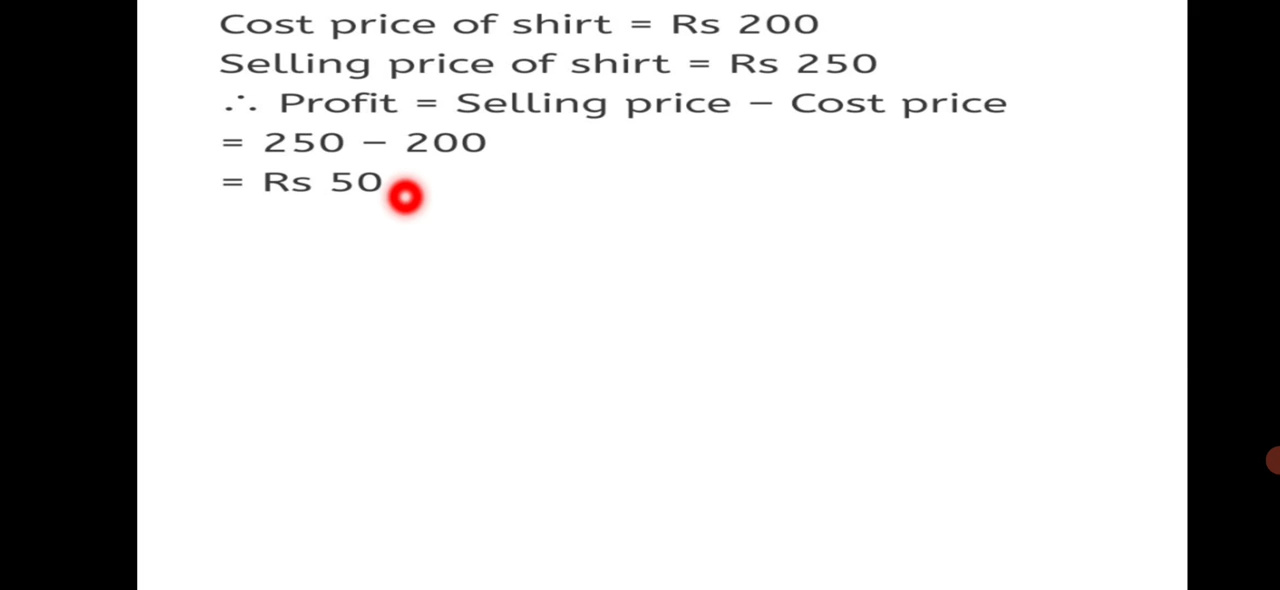 Cost price of shirt = Rs 200
Selling price of shirt = Rs 250
∴ Profit = Selling price − Cost price
= 250 − 200
= Rs 50